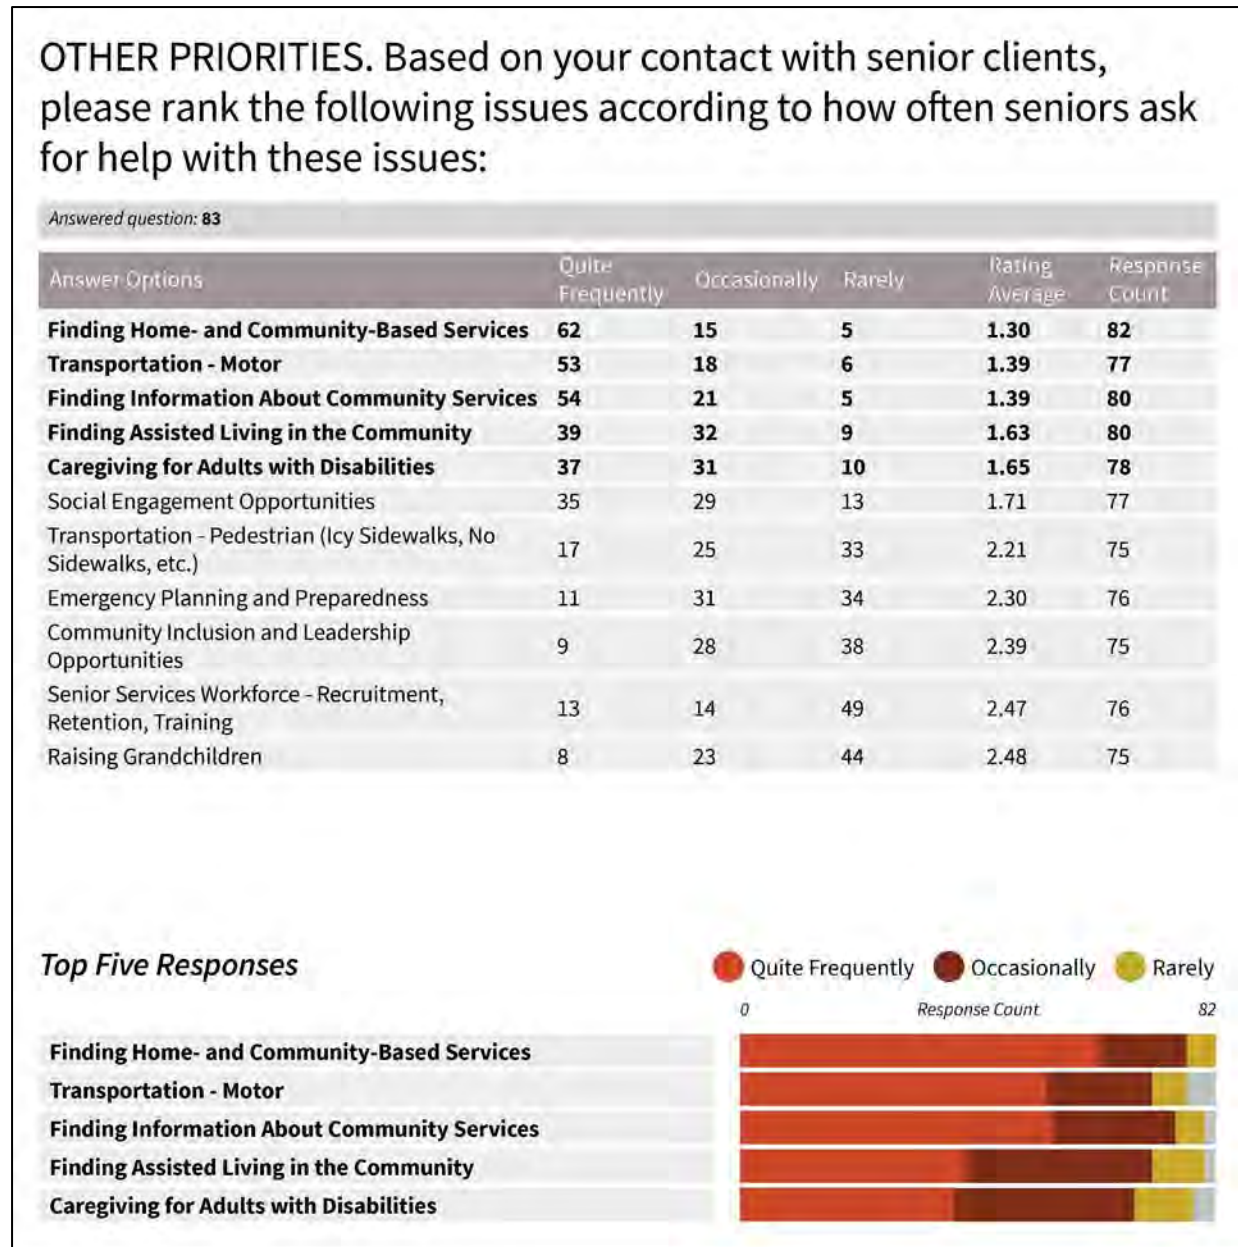 OTHER PRIORITIES. Based on your contact with senior clients,
please rank the following issues according to how often seniors ask
for help with these issues:
Answered question: 83
Answer Options Quite Frequently Occasionally Rarely Rating Average Response Count
Finding Home- and Community-Based Services 62 15 5 1.30 82
Transportation - Motor 53 18 6 1.39 77
Finding Information About Community Services 54 21 5 1.39 80
Finding Assisted Living in the Community 39 32 9 1.63 80
Caregiving for Adults with Disabilities 37 31 10 1.65 78
Social Engagement Opportunities 35 29 13 1.71 77
Transportation - Pedestrian (Icy Sidewalks, No
Sidewalks, etc.) 17 25 33 2.21 75
Emergency Planning and Preparedness 11 31 34 2.30 76
Community Inclusion and Leadership
Opportunities 9 28 38 2.39 75
Senior Services Workforce - Recruitment,
Retention, Training 13 14 49 2.47 76
Raising Grandchildren 8 23 44 2.48 75
Top Five Responses
Quite Frequently Occasionally Rarely
0 Response Count 82
Finding Home- and Community-Based Services
Transportation - Motor
Finding Information About Community Services
Finding Assisted Living in the Community
Caregiving for Adults with Disabilities